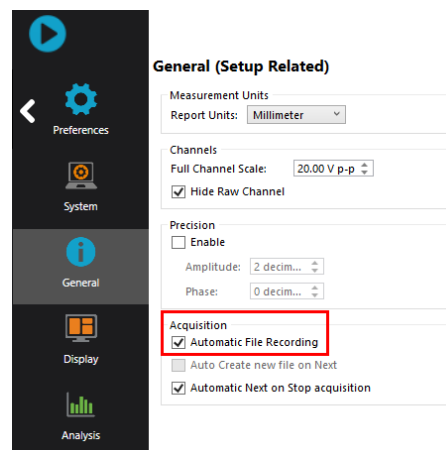 Preferences
System
General
Display
Analysis
General (Setup Related)
Measurement Units
Report Units: Millimeter
Channels
Full Channel Scale: 20.00 V p-p
Hide Raw Channel
Precision
Enable
Amplitude: 2 decim...
Phase: 0 decim...
Acquisition
Automatic File Recording
Auto Create new file on Next
Automatic Next on Stop acquisition